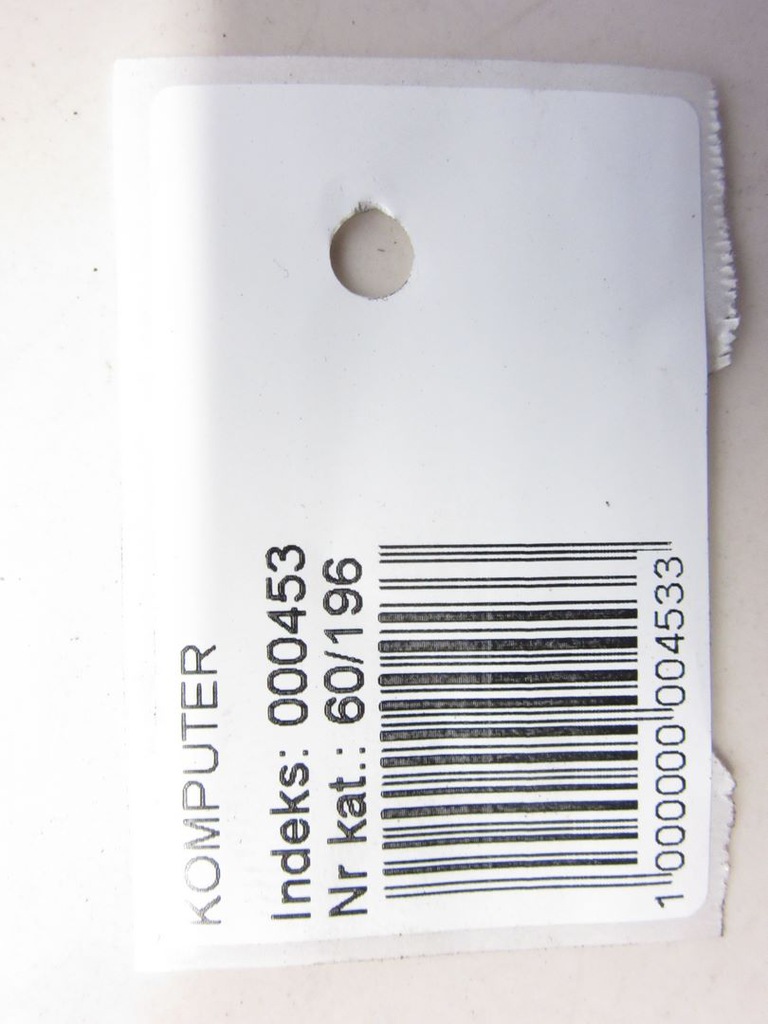 KOMPUTER
Indeks: 000453
Nr kat.: 60/196
1 000000 004533